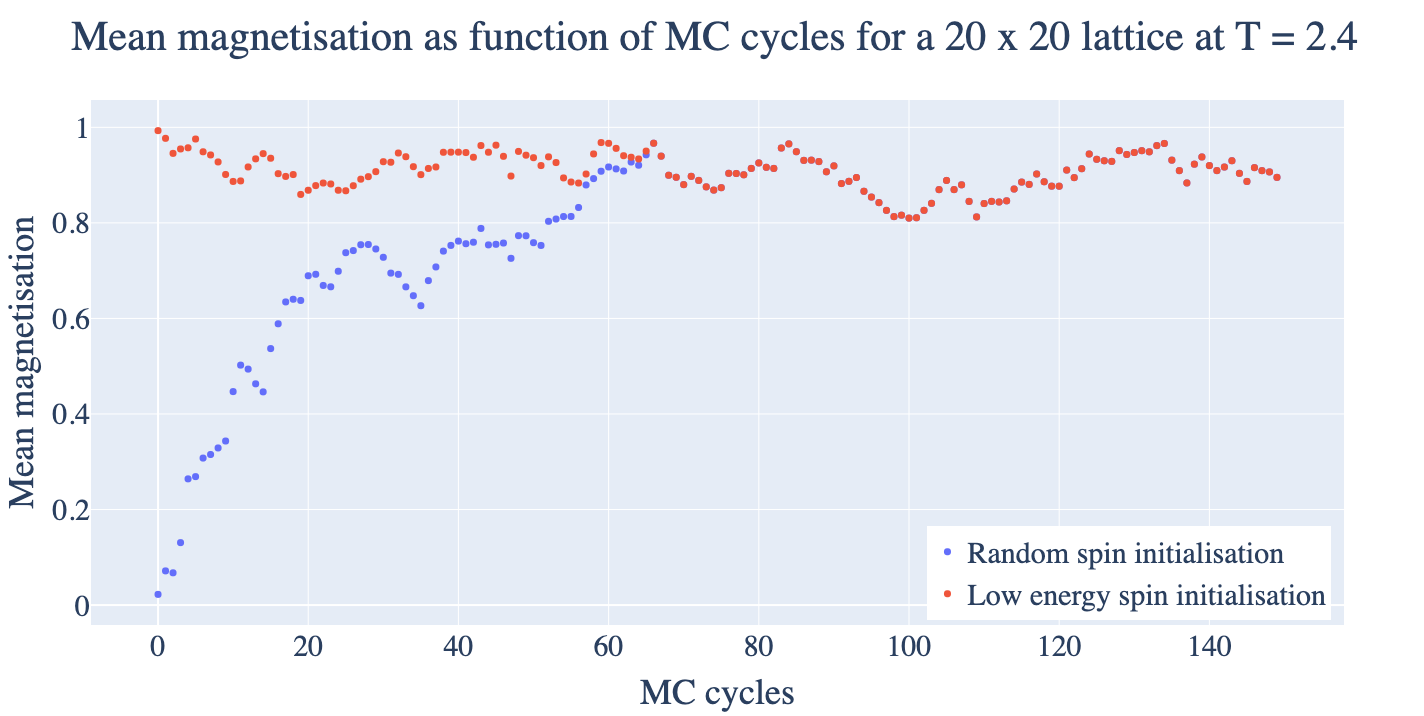 Mean magnetisation as function of MC cycles for a 20 x 20 lattice at T = 2.4
Mean magnetisation
1
0.8
0.6
0.4
0.2
0
Random spin initialisation
Low energy spin initialisation
0 20 40 60 80 100 120 140
MC cycles